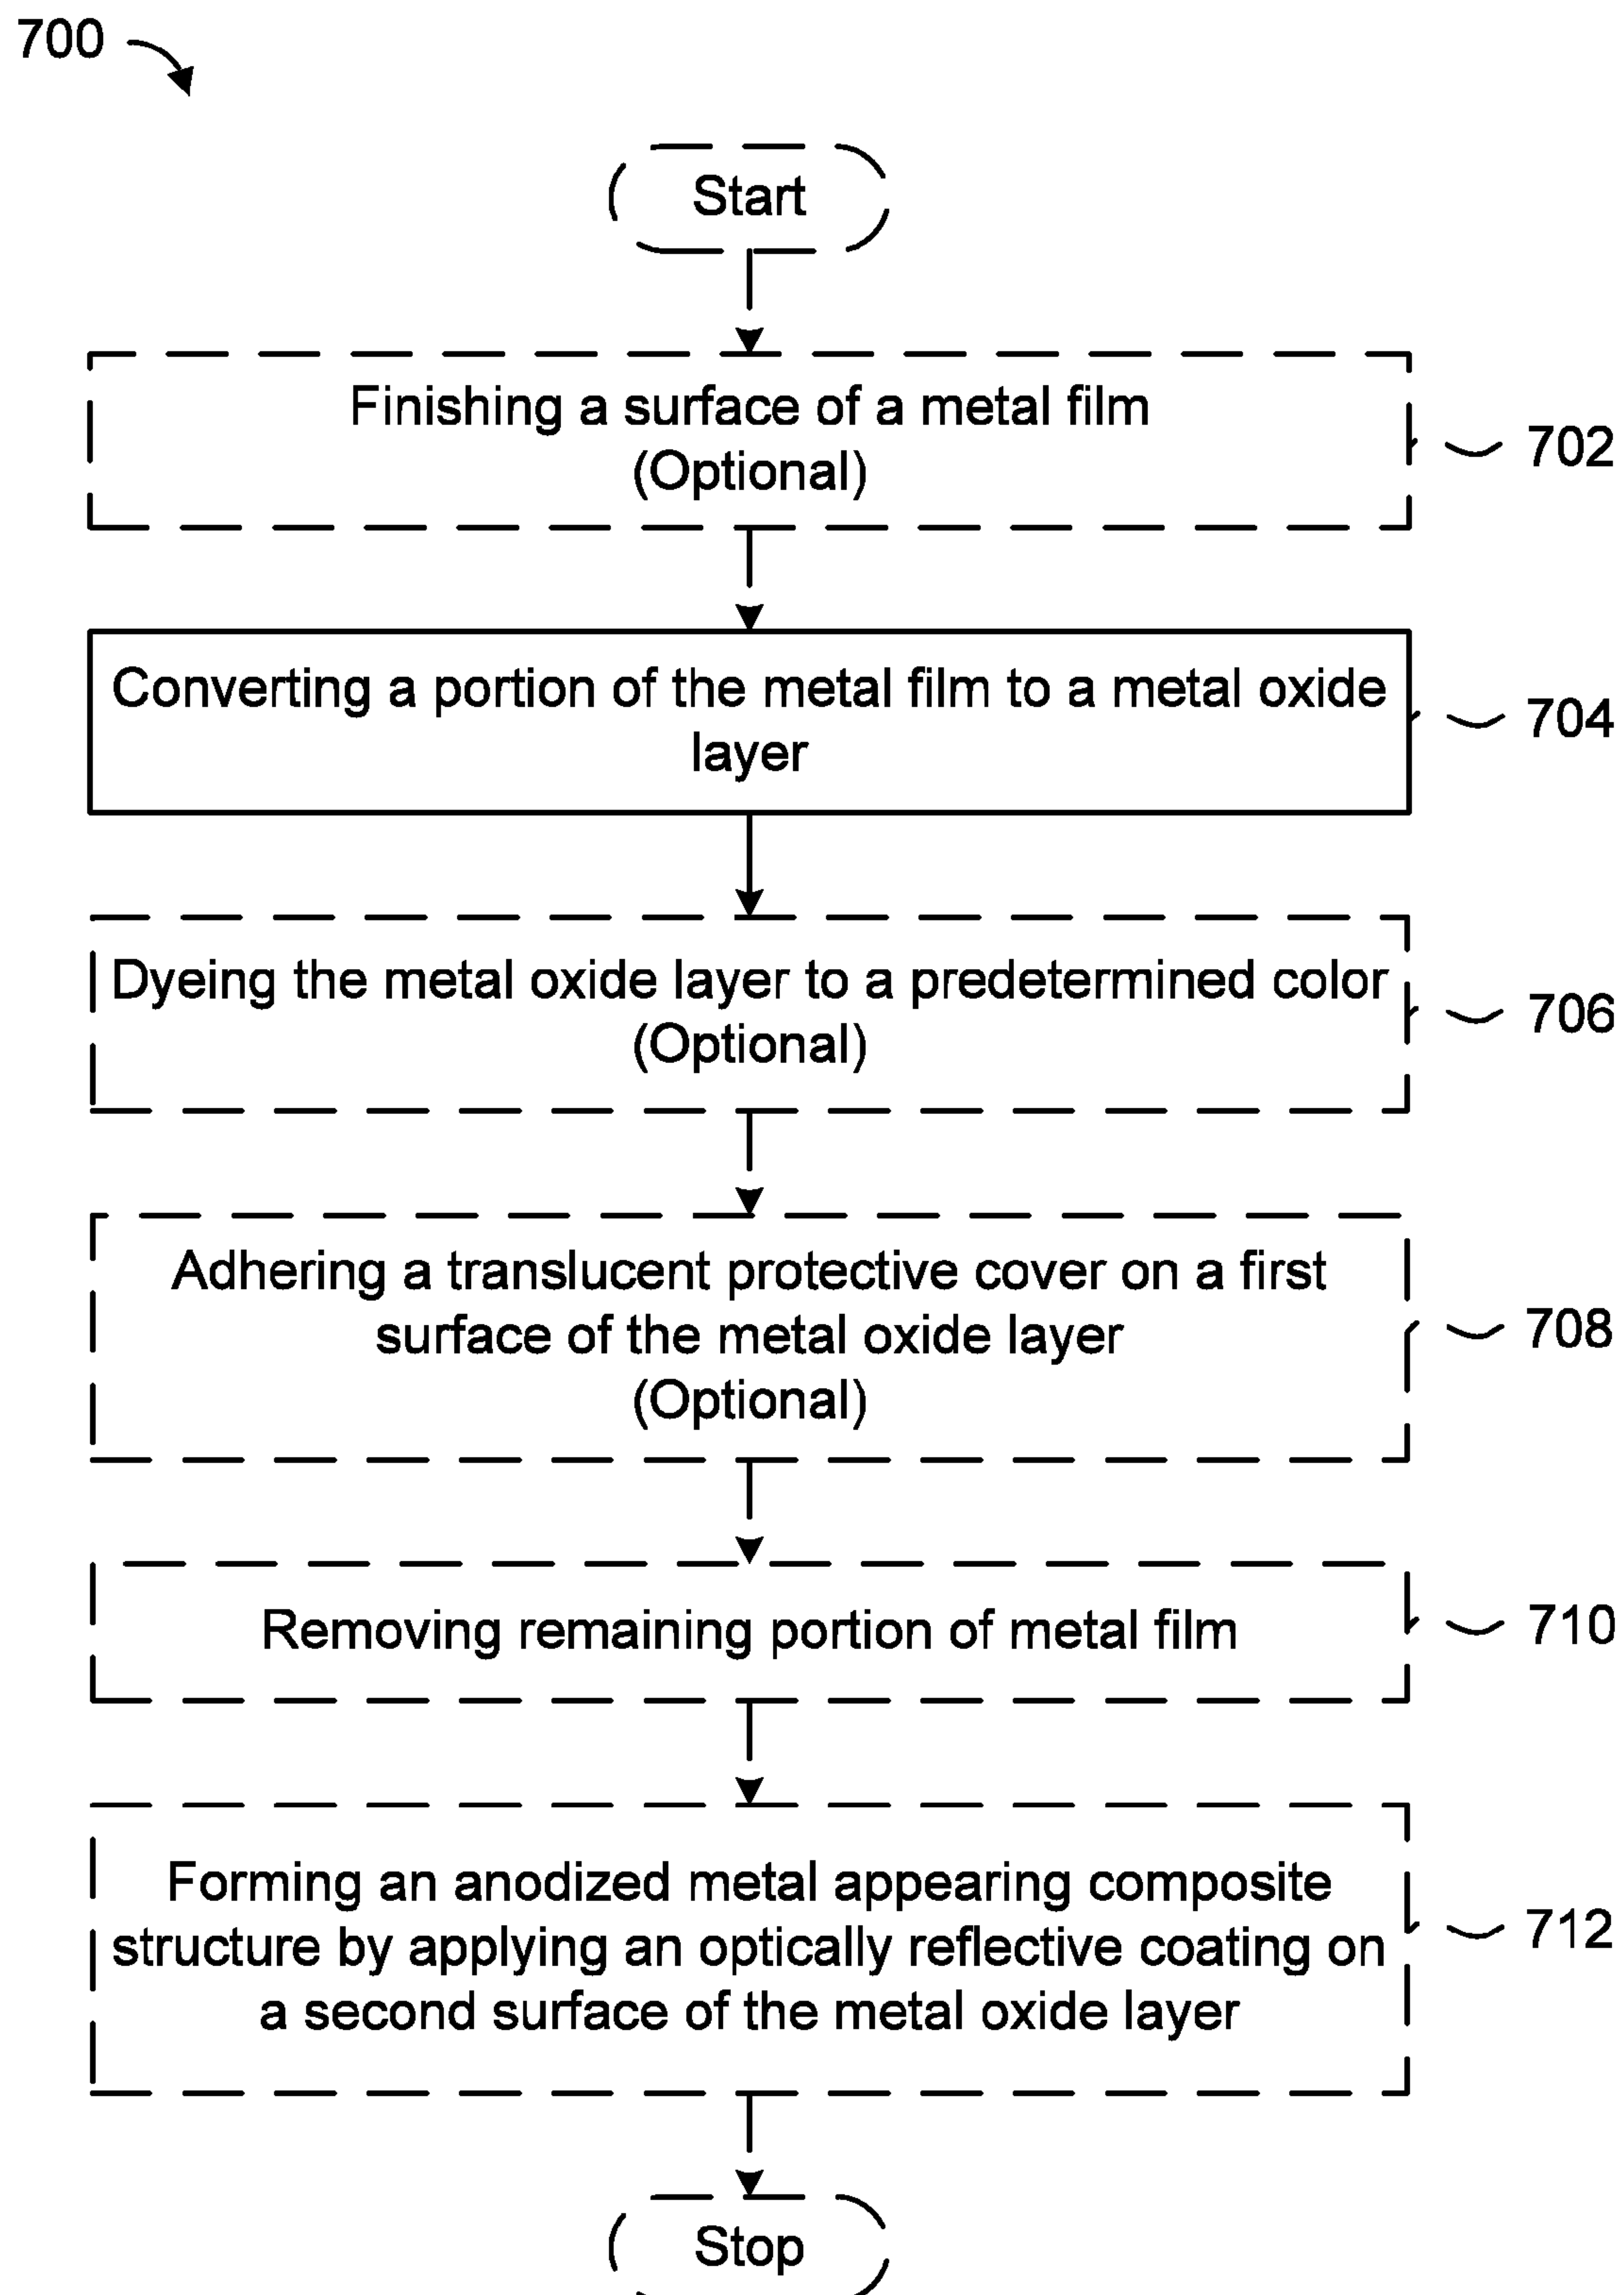 700
Start
Finishing a surface of a metal film
(Optional)
702
Converting a portion of the metal film to a metal oxide
layer
704
Dyeing the metal oxide layer to a predetermined color
(Optional)
706
Adhering a translucent protective cover on a first
surface of the metal oxide layer
(Optional)
708
Removing remaining portion of metal film
710
Forming an anodized metal appearing composite
structure by applying an optically reflective coating on
a second surface of the metal oxide layer
712
Stop